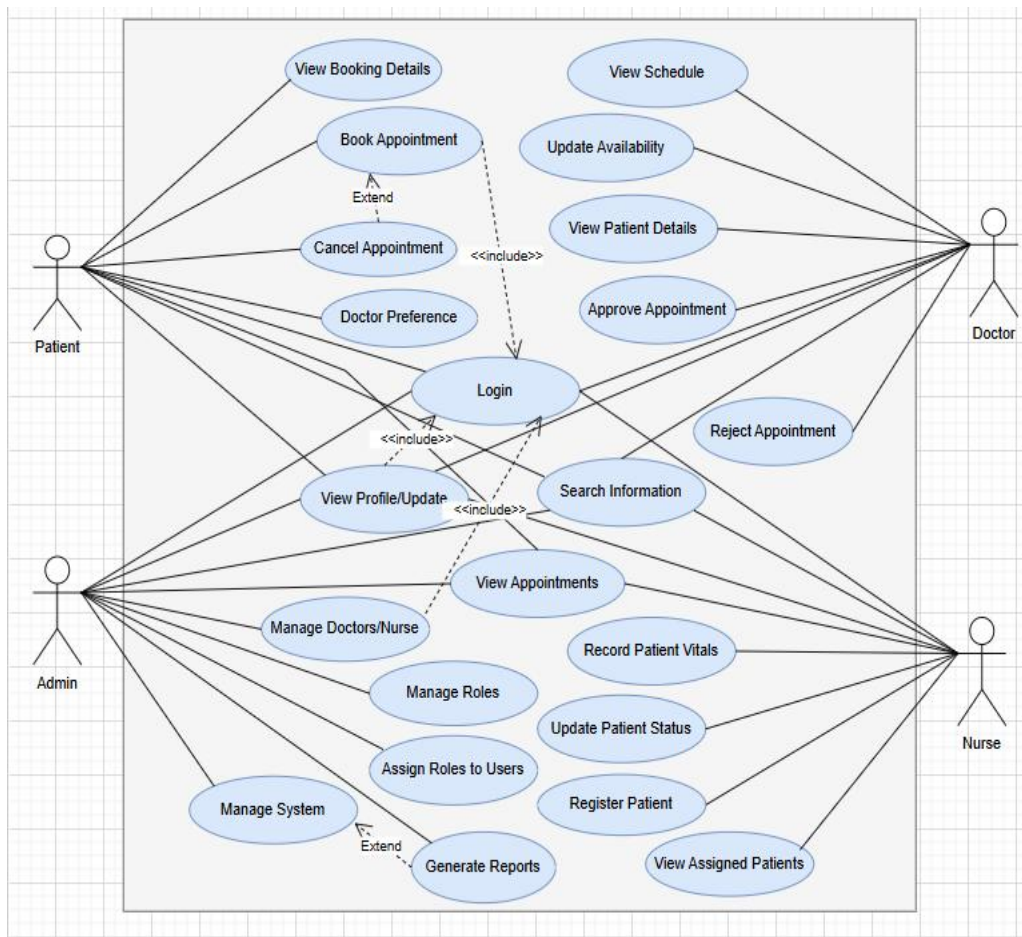 View Booking Details
View Schedule
Book Appointment
Update Availability
Extend
View Patient Details
Cancel Appointment
<<include>>
Approve Appointment
Doctor Preference
Patient
Doctor
Login
Reject Appointment
<<include>>
View Profile/Update
Search Information
<<include>>
View Appointments
Manage Doctors/Nurse
Record Patient Vitals
Admin
Manage Roles
Update Patient Status
Nurse
Assign Roles to Users
Register Patient
Manage System
Extend
Generate Reports
View Assigned Patients